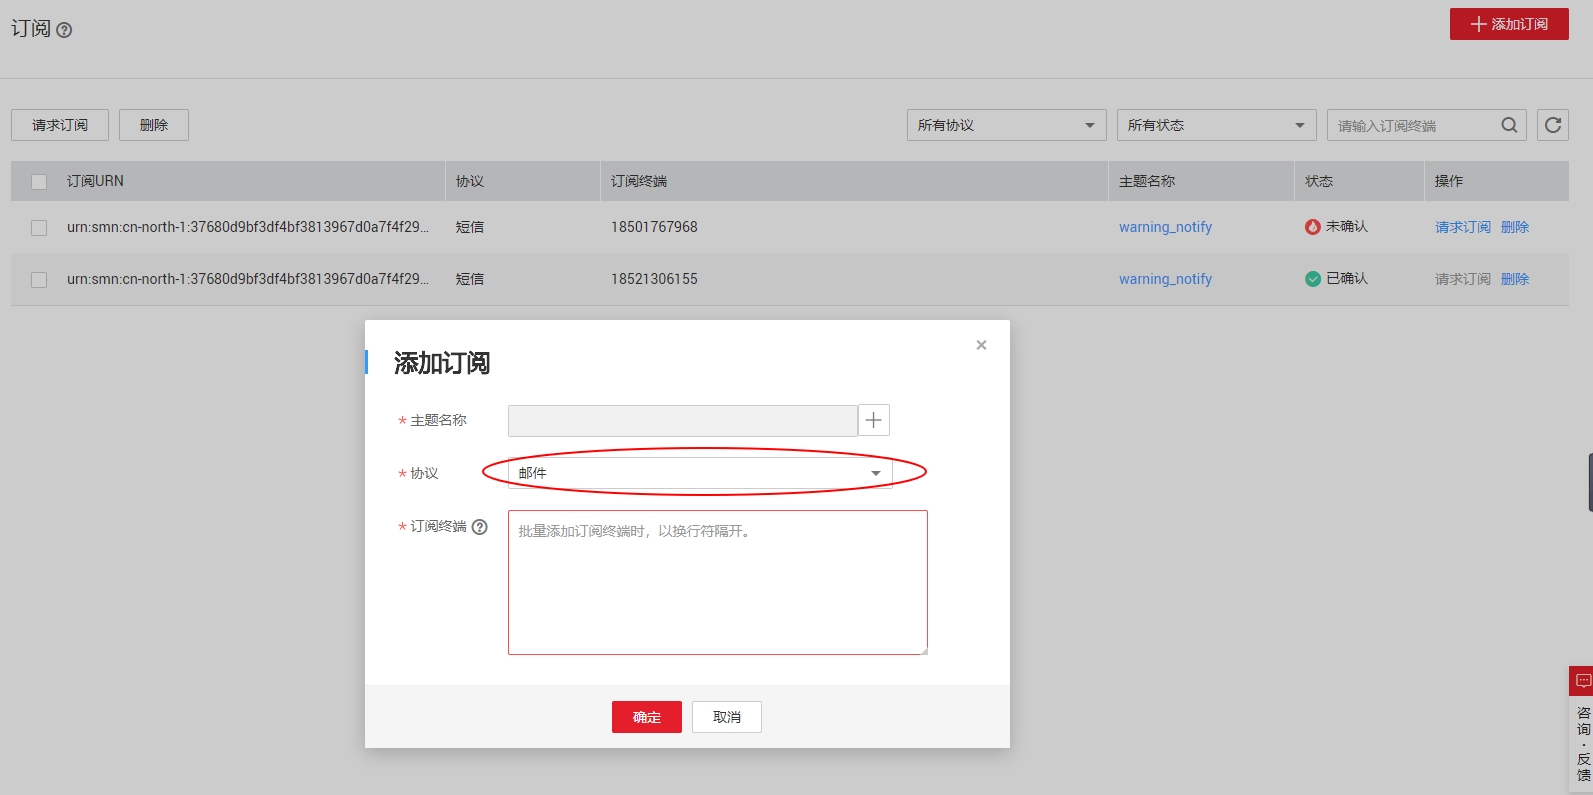 订阅
添加订阅
请求订阅 删除 所有协议 所有状态 请输入订阅终端
订阅URN 协议 订阅终端 主题名称 状态 操作
urn:smn:cn-north-1:37680d9bf3df4bf3813967d0a7f4f29... 短信 18501767968 warning_notify 未确认 请求订阅 删除
urn:smn:cn-north-1:37680d9bf3df4bf3813967d0a7f4f29... 短信 18521306155 warning_notify 已确认 请求订阅 删除
添加订阅
* 主题名称
* 协议 邮件
* 订阅终端 批量添加订阅终端时，以换行符隔开。
确定 取消
咨询·反馈